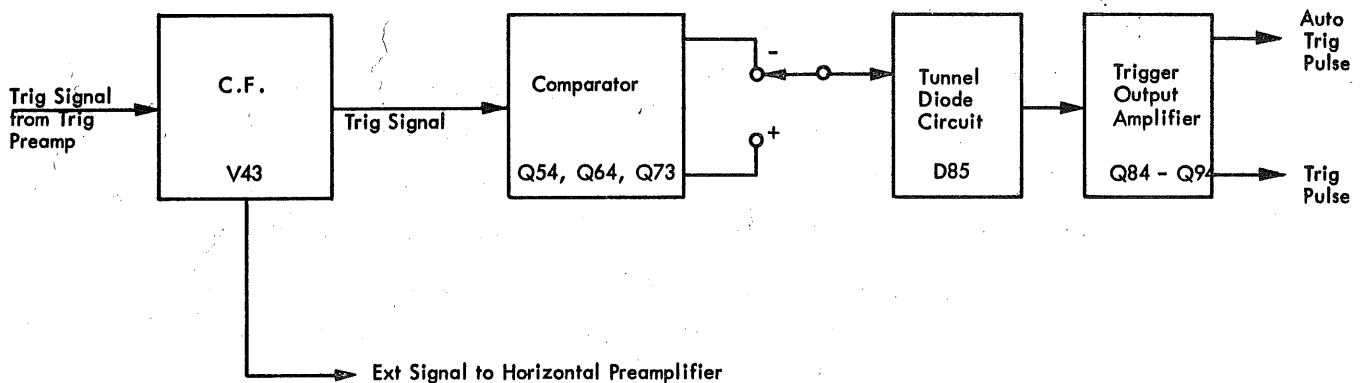 Trig Signal
from Trig
Preamp
C.F.
V43
Trig Signal
Comparator
Q54, Q64, Q73
-
+
Tunnel
Diode
Circuit
D85
Trigger
Output
Amplifier
Q84 - Q94
Auto
Trig
Pulse
Trig
Pulse
Ext Signal to Horizontal Preamplifier